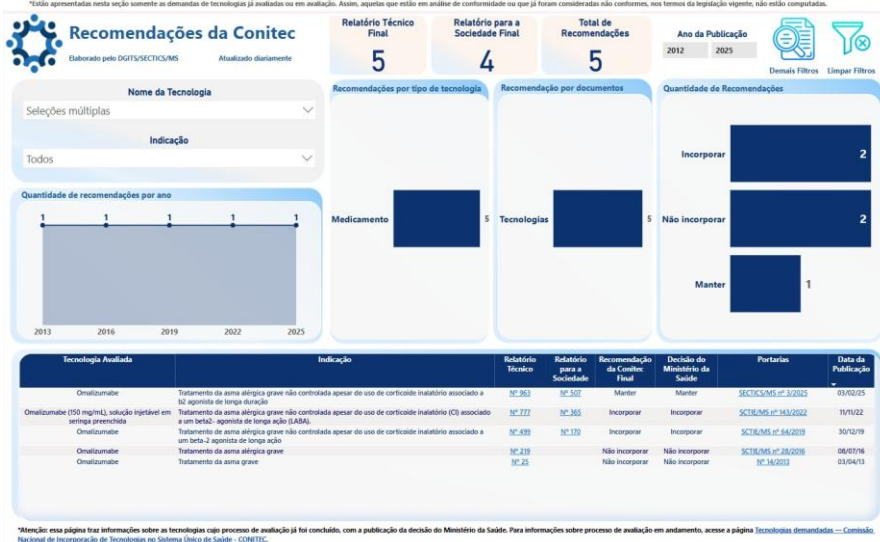 *Estão apresentadas nesta seção somente as demandas de tecnologias já avaliadas ou em avaliação. Assim, aquelas que estão em análise de conformidade ou que já foram consideradas não conformes, nos termos da legislação vigente, não estão computadas.
Recomendações da Conitec
Elaborado pelo DGITS/SECTICS/MS
Atualizado diariamente
Relatório Técnico
Final
5
Relatório para a
Sociedade Final
4
Total de
Recomendações
5
Ano da Publicação
2012
2025
Demais Filtros
Limpar Filtros
Nome da Tecnologia
Seleções múltiplas
Indicação
Todos
Quantidade de recomendações por ano
1
1
1
1
1
2013
2016
2019
2022
2025
Recomendações por tipo de tecnologia
Medicamento
5
Recomendação por documentos
Tecnologias
5
Quantidade de Recomendações
Incorporar
2
Não incorporar
2
Manter
1
Tecnologia Avaliada
Indicação
Relatório
Técnico
Relatório
para a
Sociedade
Recomendação
da Conitec
Final
Decisão do
Ministério da
Saúde
Portarias
Data da
Publicação
Omalizumabe
Tratamento da asma alérgica grave não controlada apesar do uso de corticoide inalatório associado a
b2 agonista de longa duração
Nº 963
Nº 507
Manter
Manter
SECTICS/MS nº 3/2025
03/02/25
Omalizumabe (150 mg/mL), solução injetável em
seringa preenchida
Tratamento da asma alérgica grave não controlada apesar do uso de corticoide inalatório (CI) associado
a um beta2- agonista de longa ação (LABA).
Nº 777
Nº 365
Incorporar
Incorporar
SCTIE/MS nº 143/2022
11/11/22
Omalizumabe
Tratamento de asma alérgica grave não controlada apesar do uso de corticoide inalatório associado a
um beta-2 agonista de longa ação
Nº 499
Nº 170
Incorporar
Incorporar
SCTIE/MS nº 64/2019
30/12/19
Omalizumabe
Tratamento da asma alérgica grave
Nº 219
Não incorporar
Não incorporar
SCTIE/MS nº 28/2016
08/07/16
Omalizumabe
Tratamento da asma grave
Nº 25
Não incorporar
Não incorporar
Nº 14/2013
03/04/13
*Atenção: essa página traz informações sobre as tecnologias cujo processo de avaliação já foi concluído, com a publicação da decisão do Ministério da Saúde. Para informações sobre processo de avaliação em andamento, acesse a página Tecnologias demandadas — Comissão
Nacional de Incorporação de Tecnologias no Sistema Único de Saúde - CONITEC.